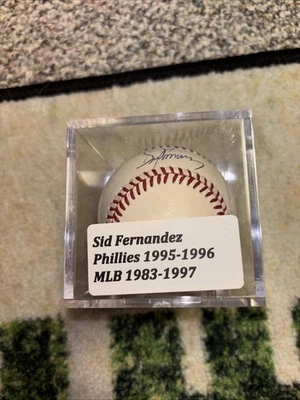 Sid Fernandez
Phillies 1995-1996
MLB 1983-1997